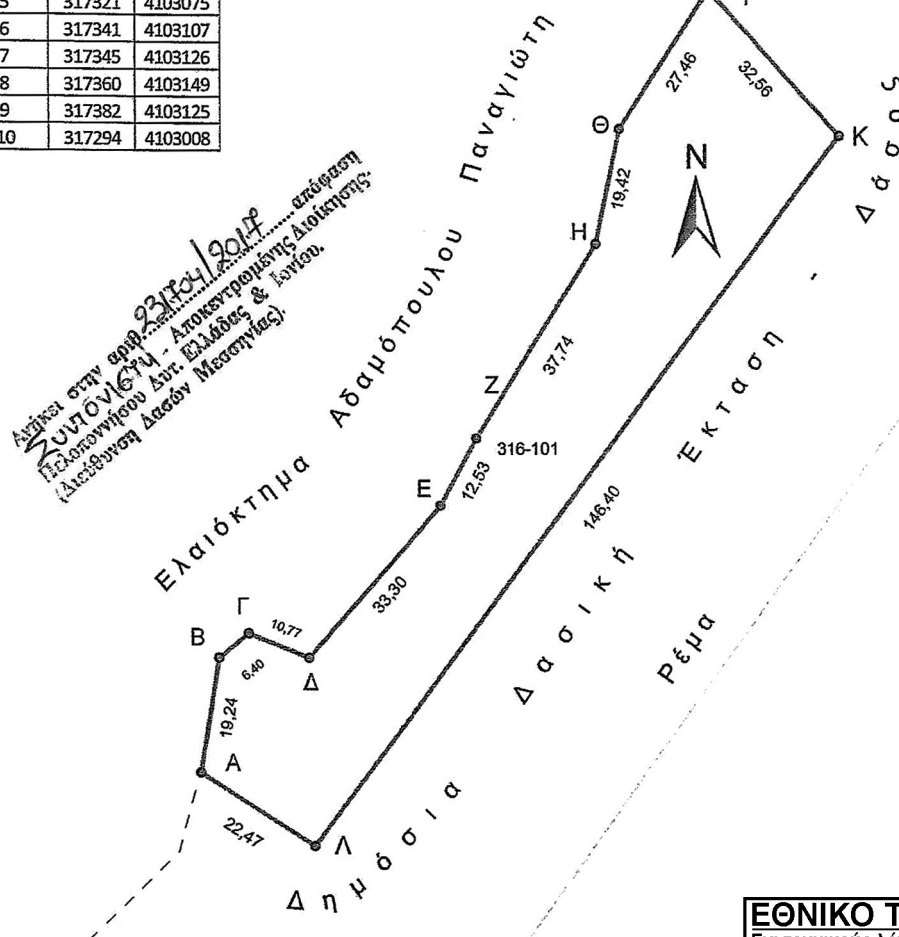 5 317321 4103075
6 317341 4103107
7 317345 4103126
8 317360 4103149
9 317382 4103125
10 317294 4103008
Ανήκει στην αριθ 231704/2017 απόφαση
Συντονιστή - Αποκεντρωμένης Διοίκησης
Πελοποννήσου Δυτ. Ελλάδας & Ιονίου.
(Διεύθυνση Δασών Μεσσηνίας).
Ελαιόκτημα Αδαμόπουλου Παναγιώτη
27,46
32,56
Θ
Κ
N
19,42
Η
37,74
Ζ
316-101
12,53
Ε
146,40
33,30
Γ
10,77
Β
6,40
Δ
19,24
Α
22,47
Λ
Δημόσια Δασική Έκταση - Δάσος
Ρέμα
ΕΘΝΙΚΟ Τ